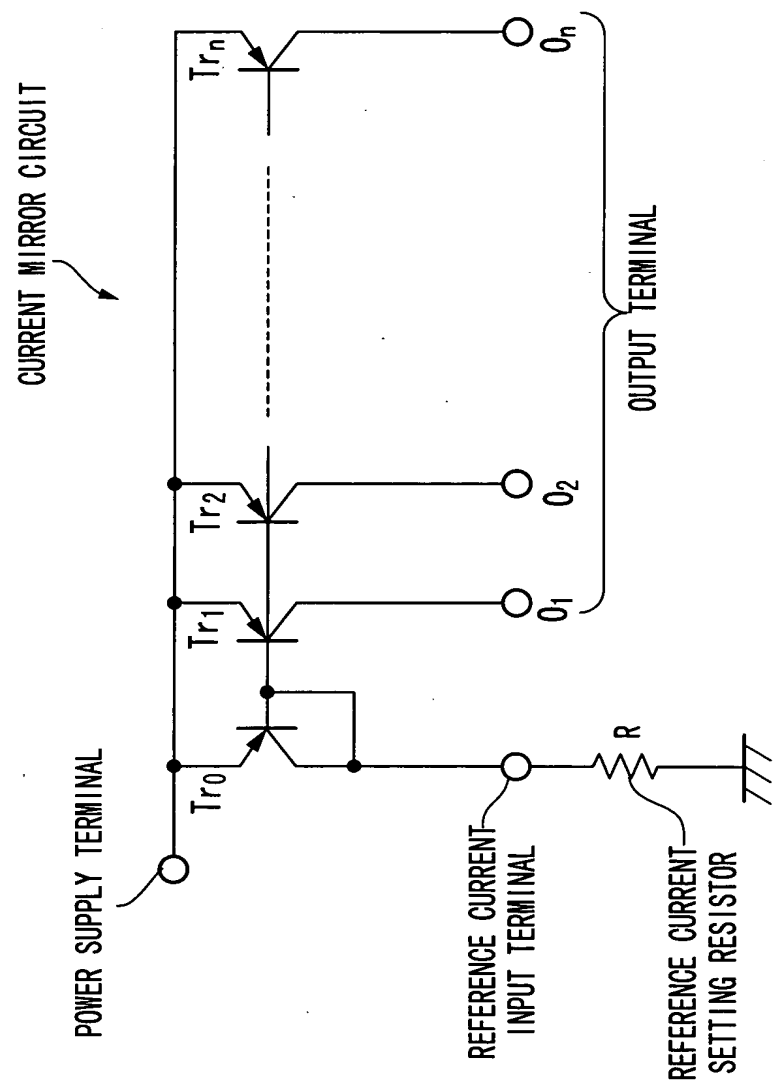 CURRENT MIRROR CIRCUIT
POWER SUPPLY TERMINAL
Tr0
Tr1
Tr2
Trn
REFERENCE CURRENT
INPUT TERMINAL
O1
O2
On
OUTPUT TERMINAL
R
REFERENCE CURRENT
SETTING RESISTOR